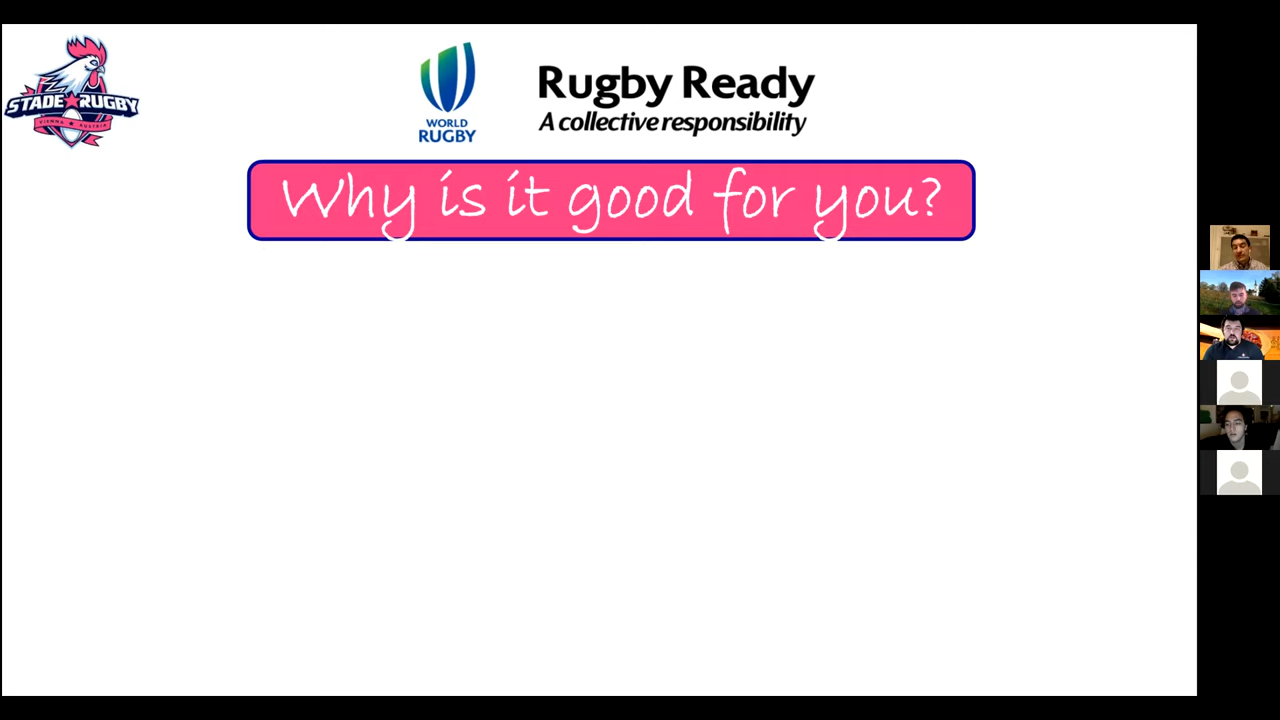 STADE RUGBY
VIENNA AUSTRIA
WORLD
RUGBY
Rugby Ready
A collective responsibility
Why is it good for you?